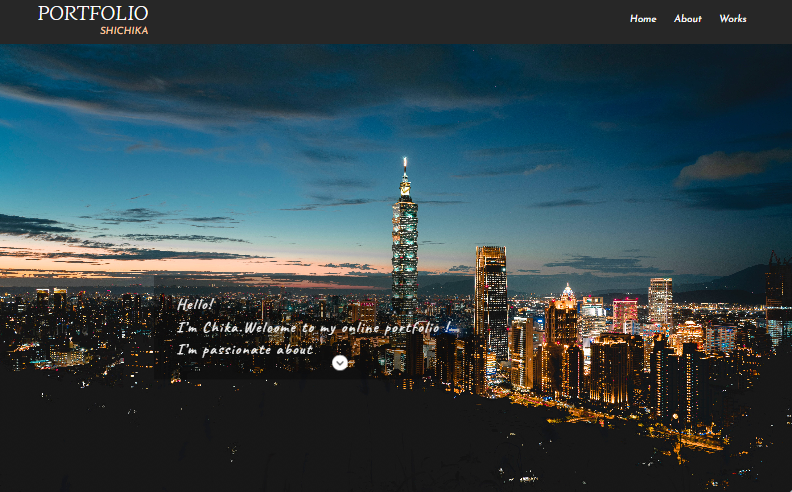 PORTFOLIO
SHICHIKA
Home About Works
Hello!
I'm Chika.Welcome to my online portfolio !
I'm passionate about